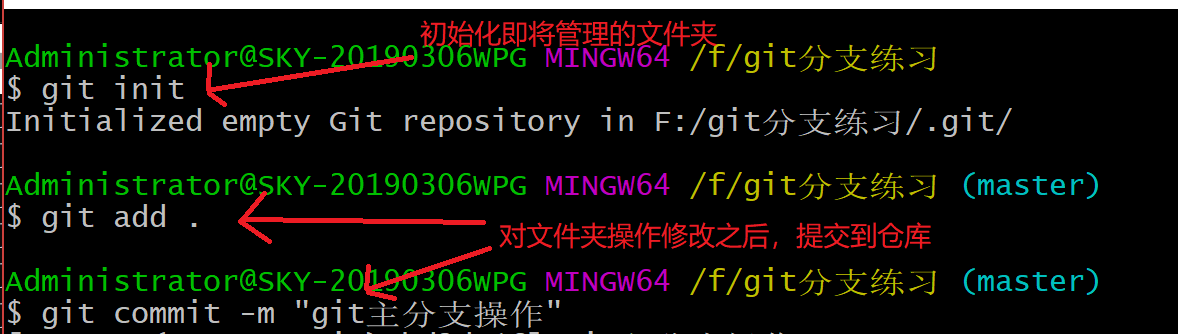 初始化即将管理的文件夹
Administrator@SKY-20190306WPG MINGW64 /f/git分支练习
$ git init
Initialized empty Git repository in F:/git分支练习/.git/
Administrator@SKY-20190306WPG MINGW64 /f/git分支练习 (master)
$ git add .
对文件夹操作修改之后，提交到仓库
Administrator@SKY-20190306WPG MINGW64 /f/git分支练习 (master)
$ git commit -m "git主分支操作"